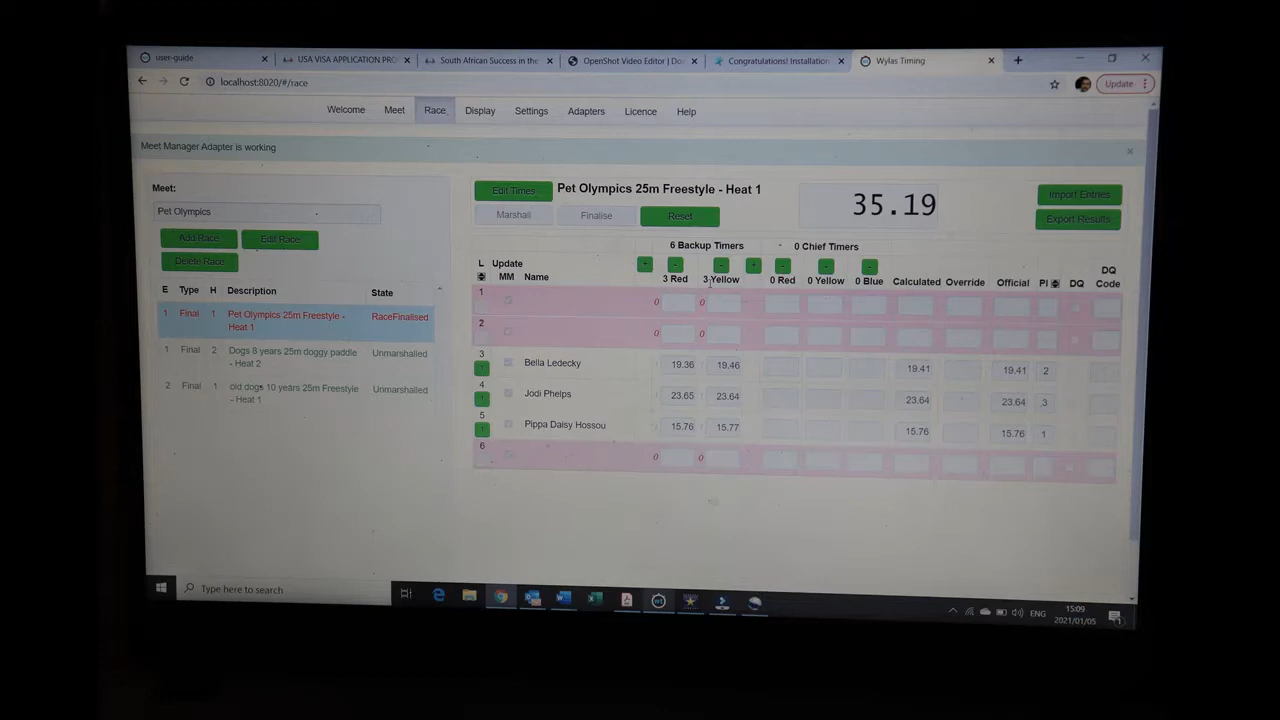 user-guide
USA VISA APPLICATION PRO
South African Success in the
OpenShot Video Editor | Do
Congratulations! Installation
Wylas Timing
localhost:8020/#/race
Update
Welcome Meet Race Display Settings Adapters Licence Help
Meet Manager Adapter is working
Meet:
Pet Olympics
Add Race Edit Race
Delete Race
E Type H Description State
1 Final 1 Pet Olympics 25m Freestyle - Heat 1 RaceFinalised
1 Final 2 Dogs 8 years 25m doggy paddle - Heat 2 Unmarshalled
2 Final 1 old dogs 10 years 25m Freestyle - Heat 1 Unmarshalled
Edit Times Pet Olympics 25m Freestyle - Heat 1 35.19 Import Entries
Marshall Finalise Reset Export Results
6 Backup Timers 0 Chief Timers
L Update MM Name + - 3 Red - 3 Yellow + - 0 Red - 0 Yellow - 0 Blue Calculated Override Official Pl DQ DQ Code
1 0 0
2 0 0
3 1 Bella Ledecky 19.36 19.46 19.41 19.41 2
4 1 Jodi Phelps 23.65 23.64 23.64 23.64 3
5 1 Pippa Daisy Hossou 15.76 15.77 15.76 15.76 1
6 0 0
Type here to search
ENG
15:09
2021/01/05